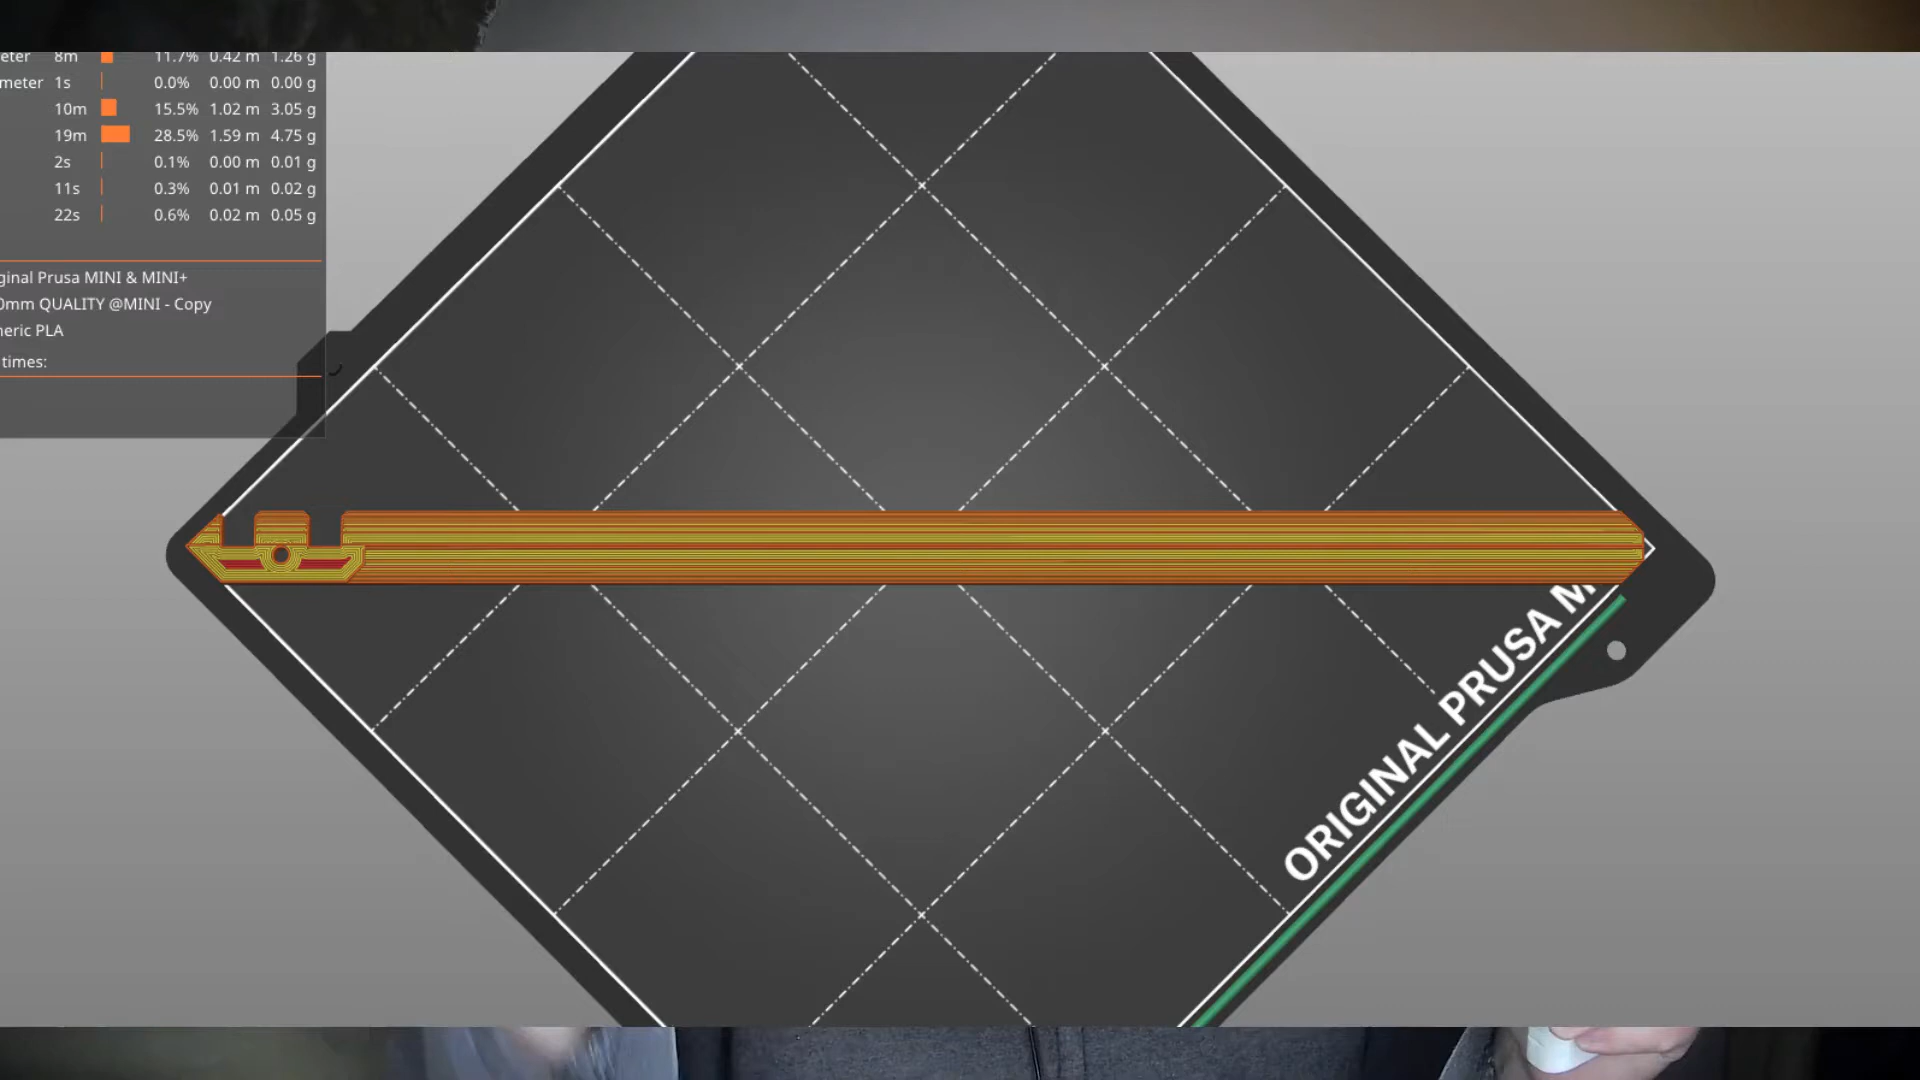 eter 8m 11.7% 0.42 m 1.26 g
meter 1s 0.0% 0.00 m 0.00 g
10m 15.5% 1.02 m 3.05 g
19m 28.5% 1.59 m 4.75 g
2s 0.1% 0.00 m 0.01 g
11s 0.3% 0.01 m 0.02 g
22s 0.6% 0.02 m 0.05 g
ginal Prusa MINI & MINI+
0mm QUALITY @MINI - Copy
neric PLA
times:
ORIGINAL PRUSA M